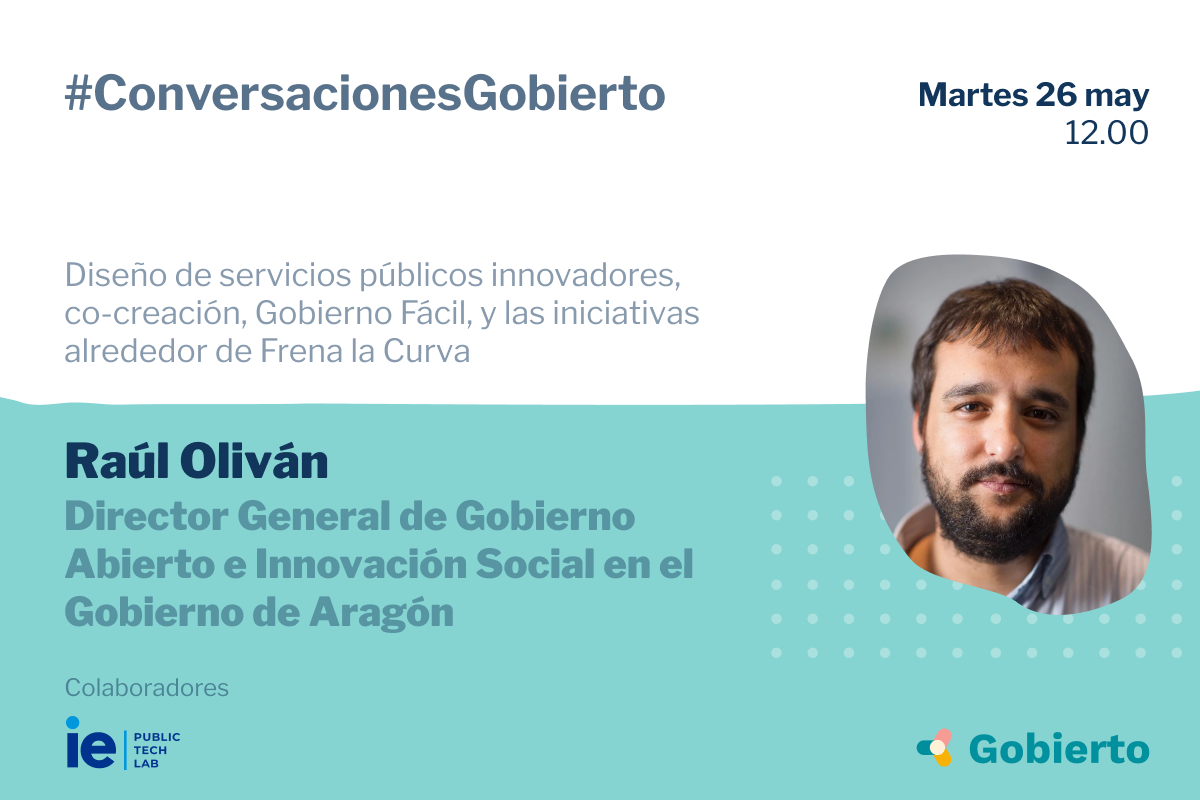 #ConversacionesGobierto
Martes 26 may
12.00
Diseño de servicios públicos innovadores,
co-creación, Gobierno Fácil, y las iniciativas
alrededor de Frena la Curva
Raúl Oliván
Director General de Gobierno
Abierto e Innovación Social en el
Gobierno de Aragón
Colaboradores
ie
PUBLIC
TECH
LAB
Gobierto